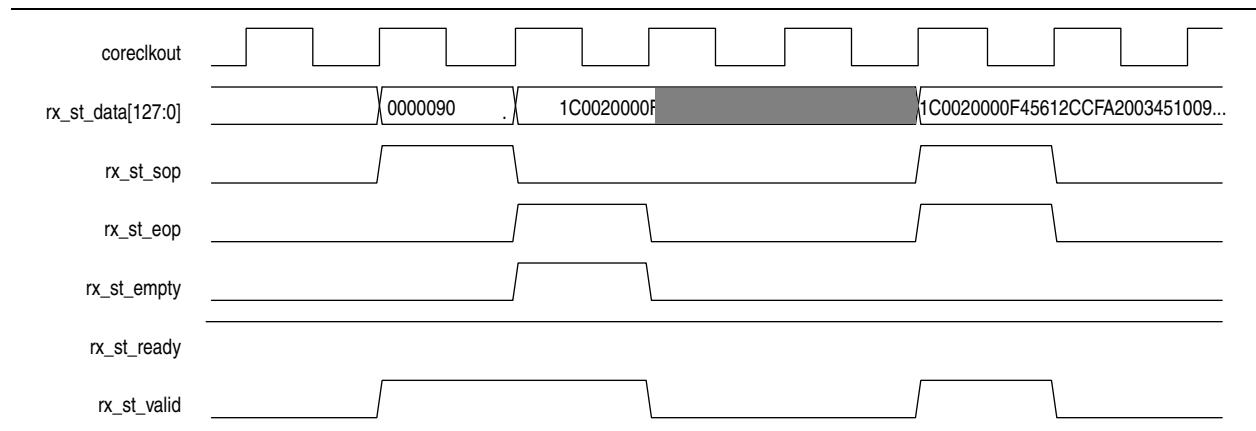 coreclkout
rx_st_data[127:0] 0000090 . 1C0020000F 1C0020000F45612CCFA2003451009...
rx_st_sop
rx_st_eop
rx_st_empty
rx_st_ready
rx_st_valid